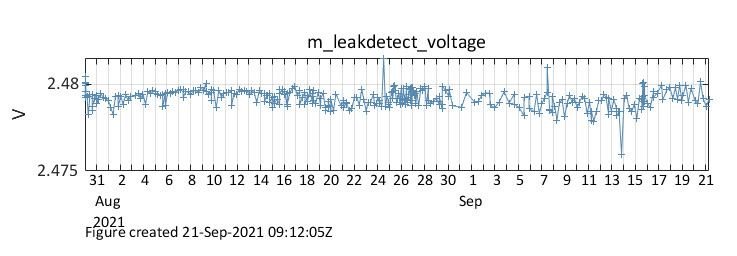 m_leakdetect_voltage
2.48
V
2.475
31 2 4 6 8 10 12 14 16 18 20 22 24 26 28 30 1 3 5 7 9 11 13 15 17 19 21
Aug Sep
2021
Figure created 21-Sep-2021 09:12:05Z